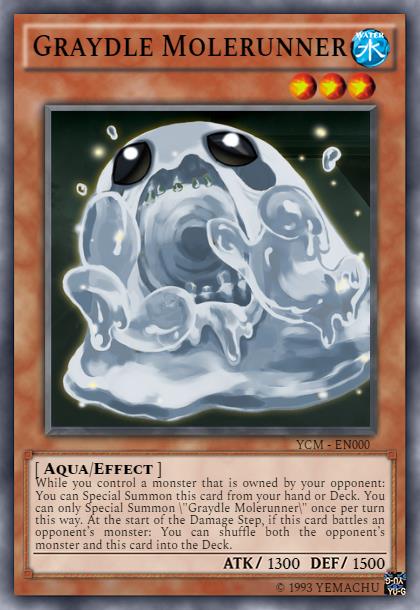 GRAYDLE MOLERUNNER
WATER
水
YCM - EN000
[ AQUA/EFFECT ]
While you control a monster that is owned by your opponent:
You can Special Summon this card from your hand or Deck. You
can only Special Summon \"Graydle Molerunner\" once per turn
this way. At the start of the Damage Step, if this card battles an
opponent's monster: You can shuffle both the opponent's
monster and this card into the Deck.
ATK / 1300 DEF / 1500
© 1993 YEMACHU